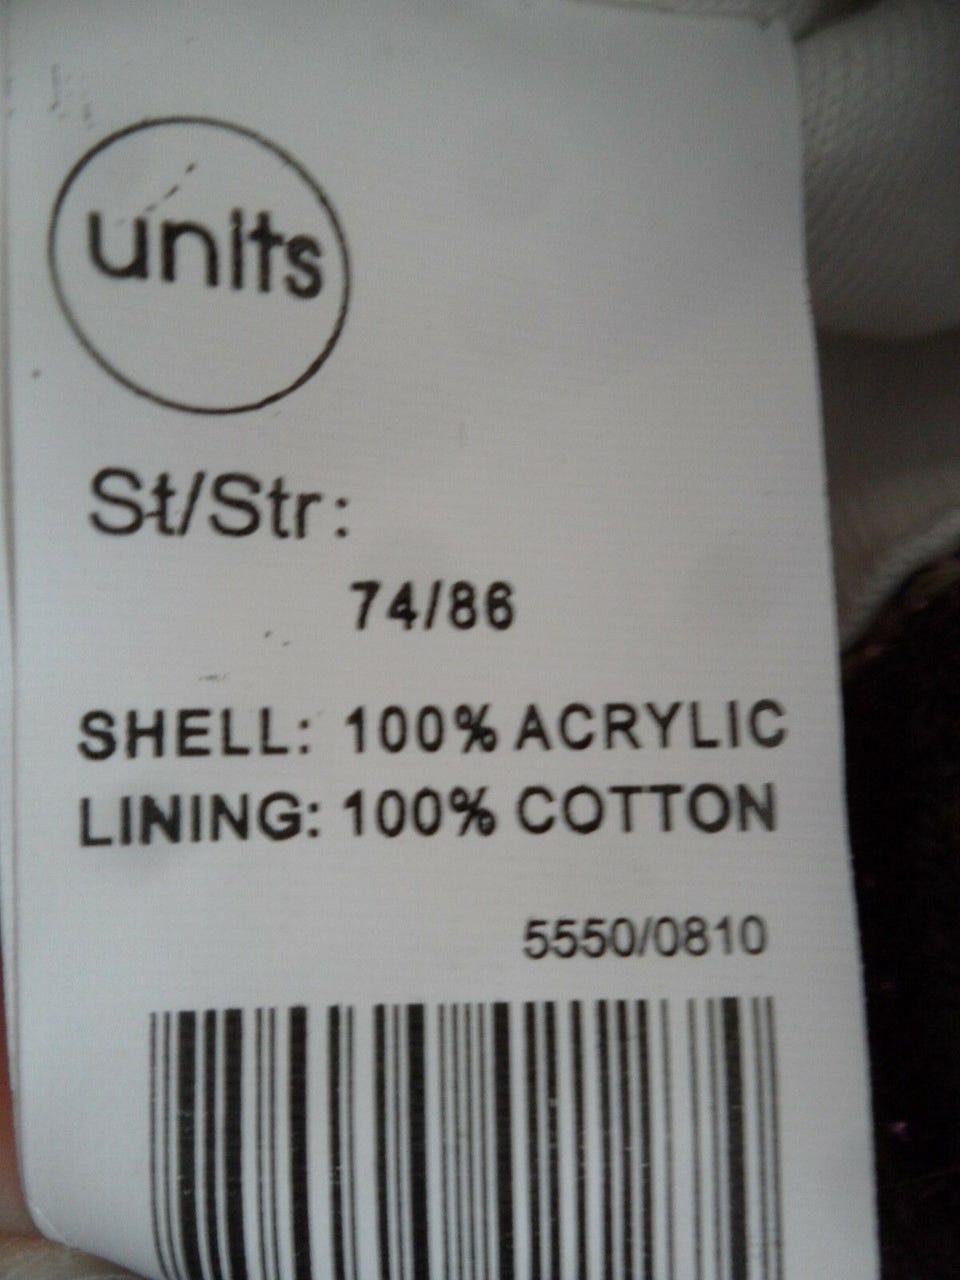 units
St/Str:
74/86
SHELL: 100% ACRYLIC
LINING: 100% COTTON
5550/0810